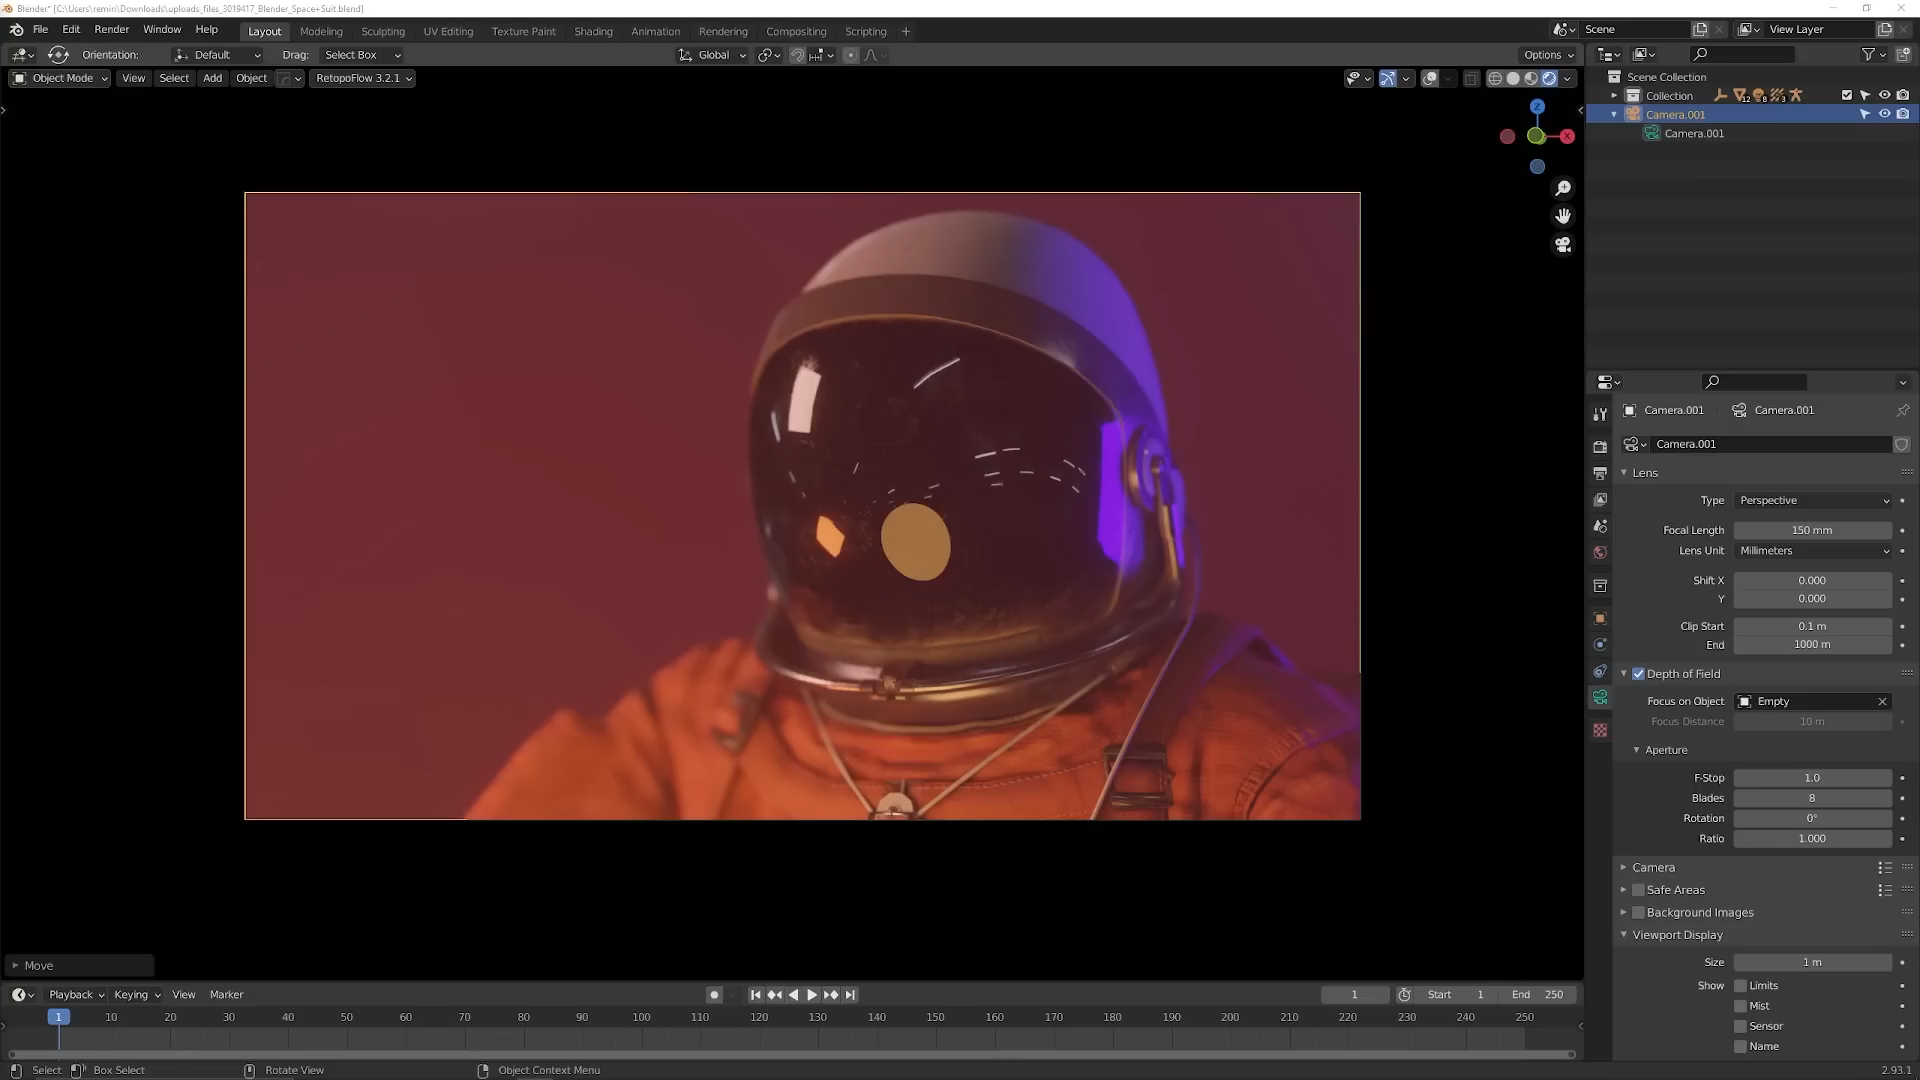 Blender* [C:\Users\remin\Downloads\uploads_files_3019417_Blender_Space+Suit.blend]
File Edit Render Window Help Layout Modeling Sculpting UV Editing Texture Paint Shading Animation Rendering Compositing Scripting + Scene View Layer
Orientation: Default Drag: Select Box Global Options
Object Mode View Select Add Object RetopoFlow 3.2.1
Scene Collection
Collection 12 8 3
Camera.001
Camera.001
Z
X
Camera.001 Camera.001
Camera.001
Lens
Type Perspective
Focal Length 150 mm
Lens Unit Millimeters
Shift X 0.000
Y 0.000
Clip Start 0.1 m
End 1000 m
Depth of Field
Focus on Object Empty
Focus Distance 10 m
Aperture
F-Stop 1.0
Blades 8
Rotation 0°
Ratio 1.000
Camera
Safe Areas
Background Images
Viewport Display
Size 1 m
Show Limits
Mist
Sensor
Name
Move
Playback Keying View Marker 1 Start 1 End 250
1 10 20 30 40 50 60 70 80 90 100 110 120 130 140 150 160 170 180 190 200 210 220 230 240 250
Select Box Select Rotate View Object Context Menu 2.93.1